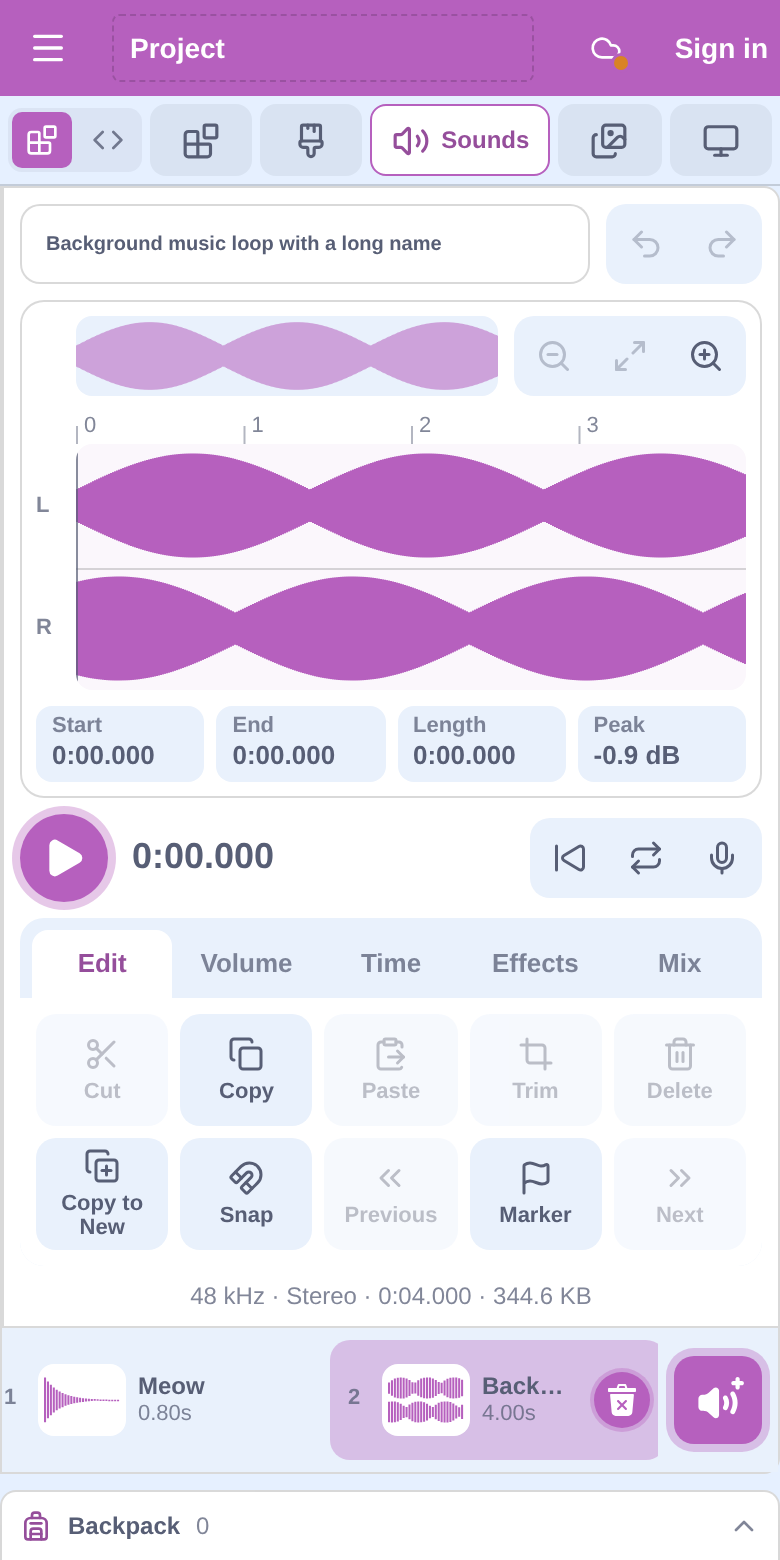 Project
Sign in
Sounds
Background music loop with a long name
0 1 2 3
L
R
Start End Length Peak
0:00.000 0:00.000 0:00.000 -0.9 dB
0:00.000
Edit Volume Time Effects Mix
Cut Copy Paste Trim Delete
Copy to
New
Snap Previous Marker Next
48 kHz · Stereo · 0:04.000 · 344.6 KB
1 Meow
0.80s
2 Back…
4.00s
Backpack 0